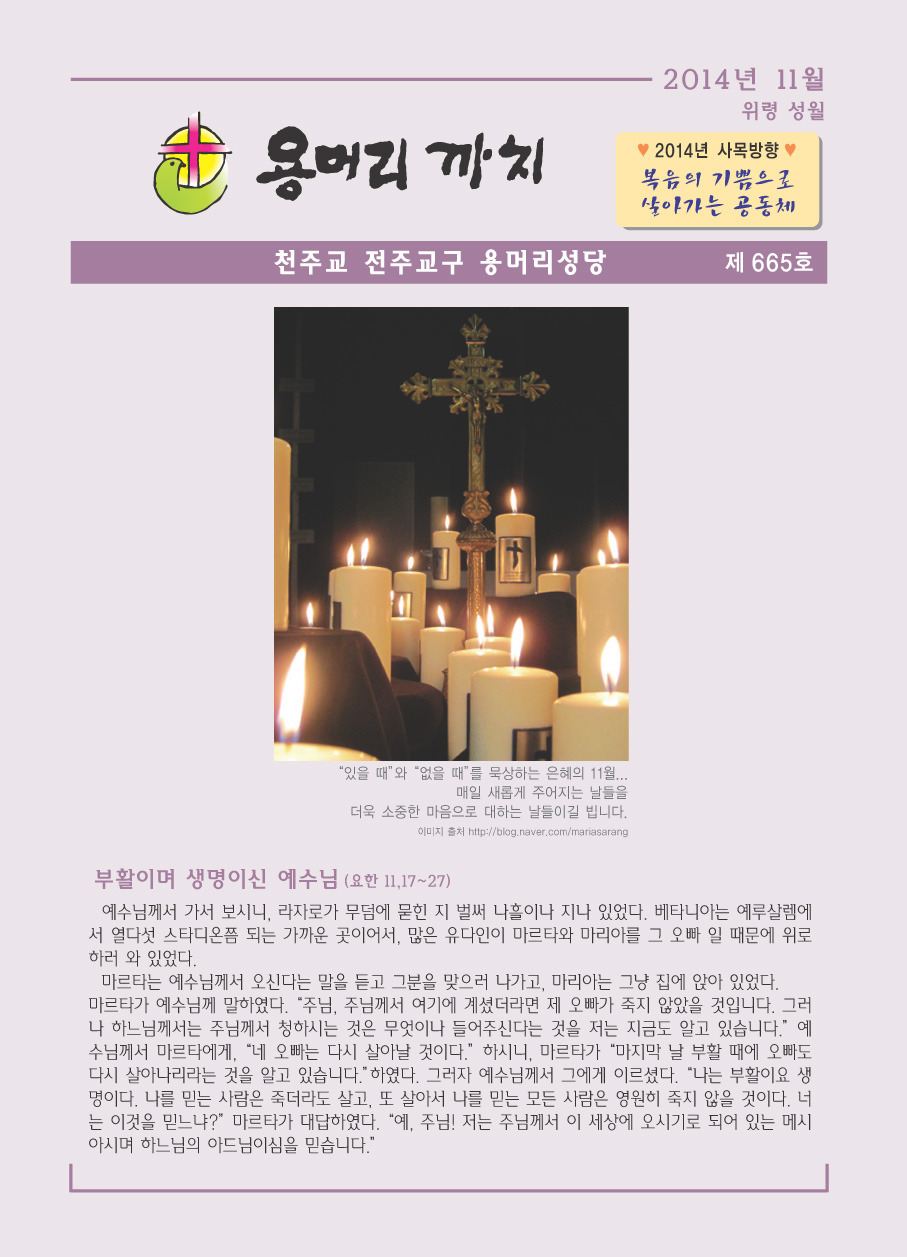 2014년 11월
위령 성월
용머리 까치
♥ 2014년 사목방향 ♥
복음의 기쁨으로
살아가는 공동체
천주교 전주교구 용머리성당
제 665호
“있을 때”와 “없을 때”를 묵상하는 은혜의 11월...
매일 새롭게 주어지는 날들을
더욱 소중한 마음으로 대하는 날들이길 빕니다.
이미지 출처 http://blog.naver.com/mariasarang
부활이며 생명이신 예수님 (요한 11,17~27)
예수님께서 가서 보시니, 라자로가 무덤에 묻힌 지 벌써 나흘이나 지나 있었다. 베타니아는 예루살렘에
서 열다섯 스타디온쯤 되는 가까운 곳이어서, 많은 유다인이 마르타와 마리아를 그 오빠 일 때문에 위로
하러 와 있었다.
마르타는 예수님께서 오신다는 말을 듣고 그분을 맞으러 나가고, 마리아는 그냥 집에 앉아 있었다.
마르타가 예수님께 말하였다. “주님, 주님께서 여기에 계셨더라면 제 오빠가 죽지 않았을 것입니다. 그러
나 하느님께서는 주님께서 청하시는 것은 무엇이나 들어주신다는 것을 저는 지금도 알고 있습니다.” 예
수님께서 마르타에게, “네 오빠는 다시 살아날 것이다.” 하시니, 마르타가 “마지막 날 부활 때에 오빠도
다시 살아나리라는 것을 알고 있습니다.”하였다. 그러자 예수님께서 그에게 이르셨다. “나는 부활이요 생
명이다. 나를 믿는 사람은 죽더라도 살고, 또 살아서 나를 믿는 모든 사람은 영원히 죽지 않을 것이다. 너
는 이것을 믿느냐?” 마르타가 대답하였다. “예, 주님! 저는 주님께서 이 세상에 오시기로 되어 있는 메시
아시며 하느님의 아드님이심을 믿습니다.”